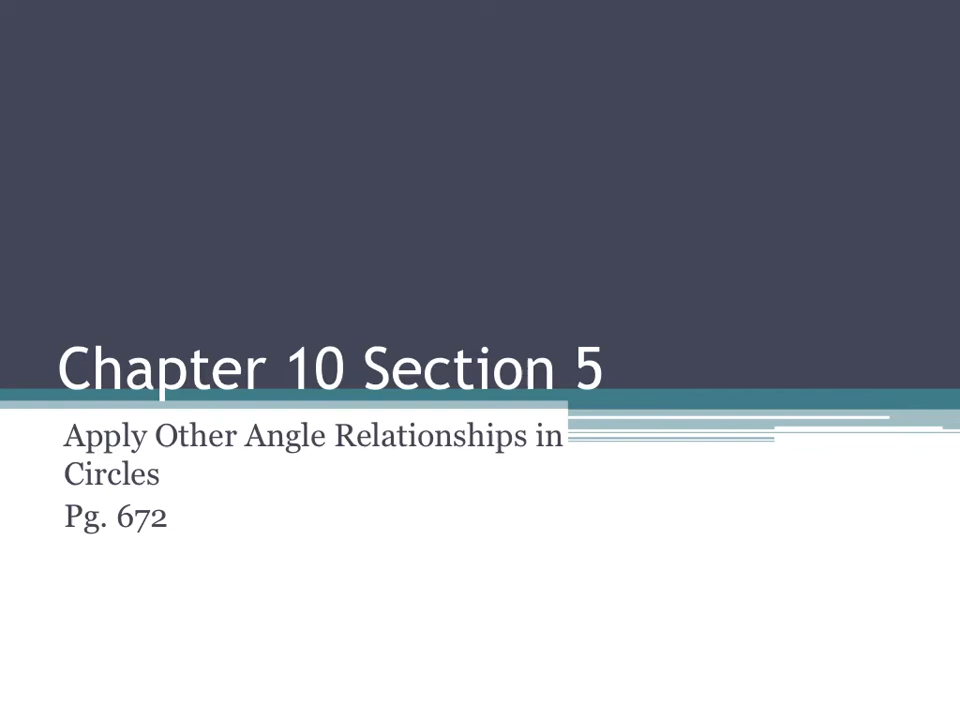 Chapter 10 Section 5
Apply Other Angle Relationships in
Circles
Pg. 672